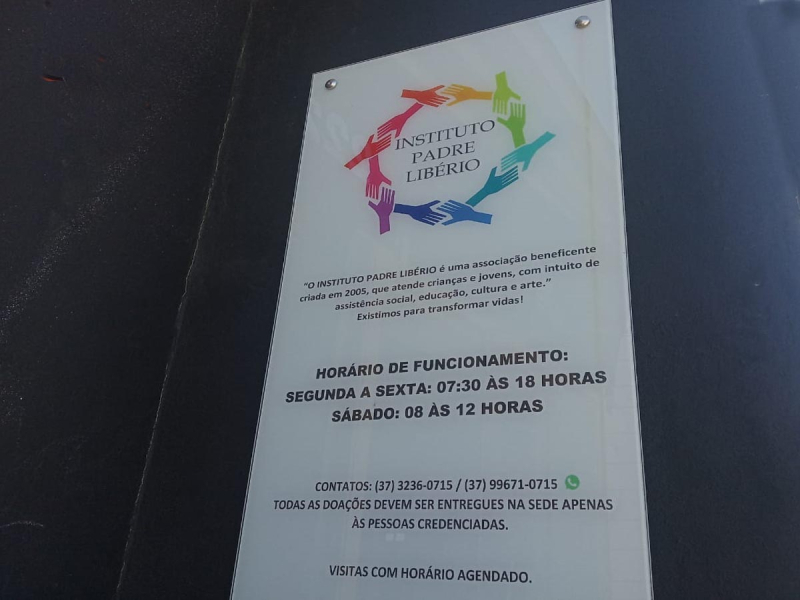 INSTITUTO
PADRE
LIBÉRIO
"O INSTITUTO PADRE LIBÉRIO é uma associação beneficente
criada em 2005, que atende crianças e jovens, com intuito de
assistência social, educação, cultura e arte."
Existimos para transformar vidas!
HORÁRIO DE FUNCIONAMENTO:
SEGUNDA A SEXTA: 07:30 ÀS 18 HORAS
SÁBADO: 08 ÀS 12 HORAS
CONTATOS: (37) 3236-0715 / (37) 99671-0715
TODAS AS DOAÇÕES DEVEM SER ENTREGUES NA SEDE APENAS
ÀS PESSOAS CREDENCIADAS.
VISITAS COM HORÁRIO AGENDADO.